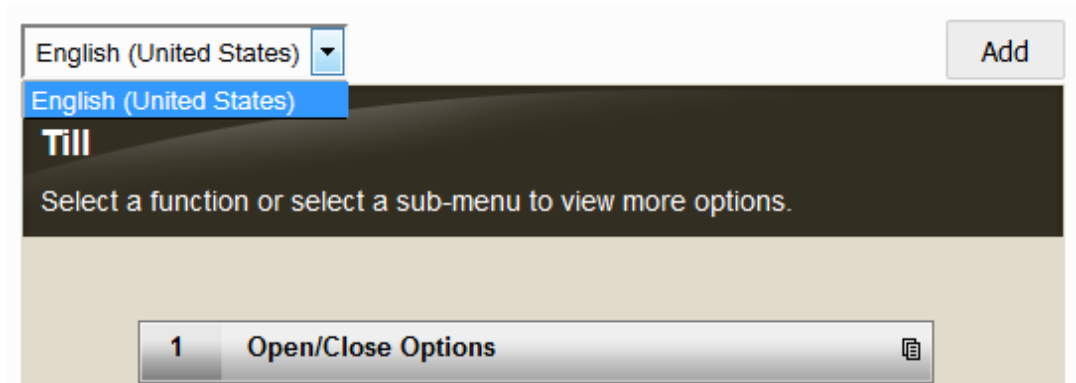 English (United States)
Add
English (United States)
Till
Select a function or select a sub-menu to view more options.
1 Open/Close Options